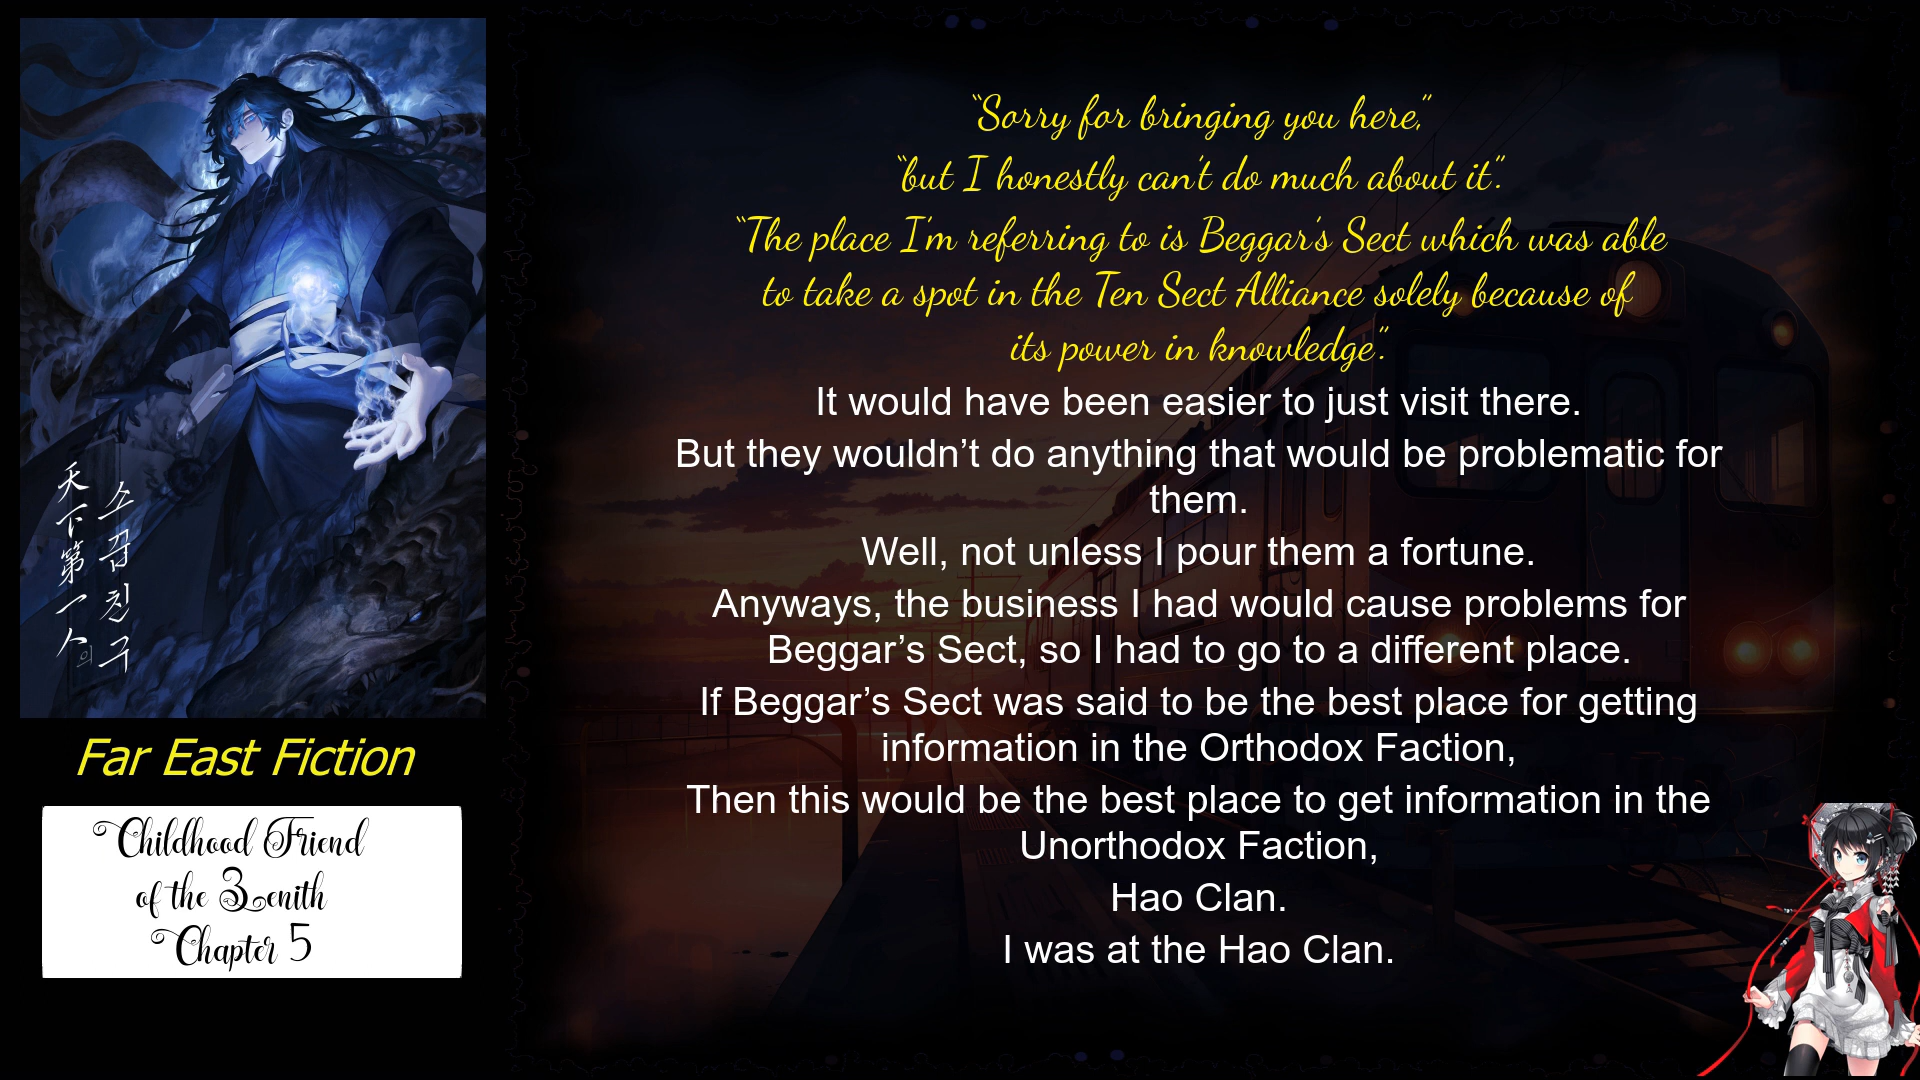 天下第一人의
소꿉친구
Far East Fiction
Childhood Friend
of the Zenith
Chapter 5
“Sorry for bringing you here,”
“but I honestly can’t do much about it”.
“The place I’m referring to is Beggar’s Sect which was able
to take a spot in the Ten Sect Alliance solely because of
its power in knowledge”.
It would have been easier to just visit there.
But they wouldn’t do anything that would be problematic for
them.
Well, not unless I pour them a fortune.
Anyways, the business I had would cause problems for
Beggar’s Sect, so I had to go to a different place.
If Beggar’s Sect was said to be the best place for getting
information in the Orthodox Faction,
Then this would be the best place to get information in the
Unorthodox Faction,
Hao Clan.
I was at the Hao Clan.